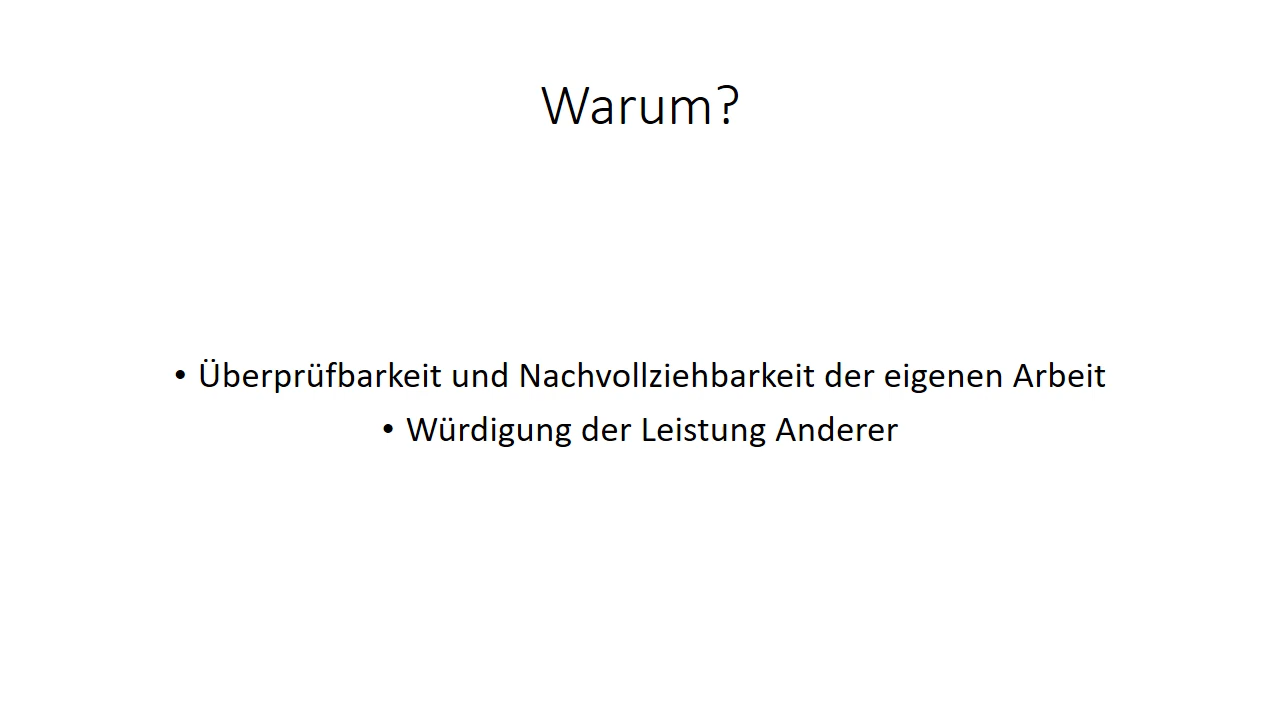 Warum?
• Überprüfbarkeit und Nachvollziehbarkeit der eigenen Arbeit
• Würdigung der Leistung Anderer